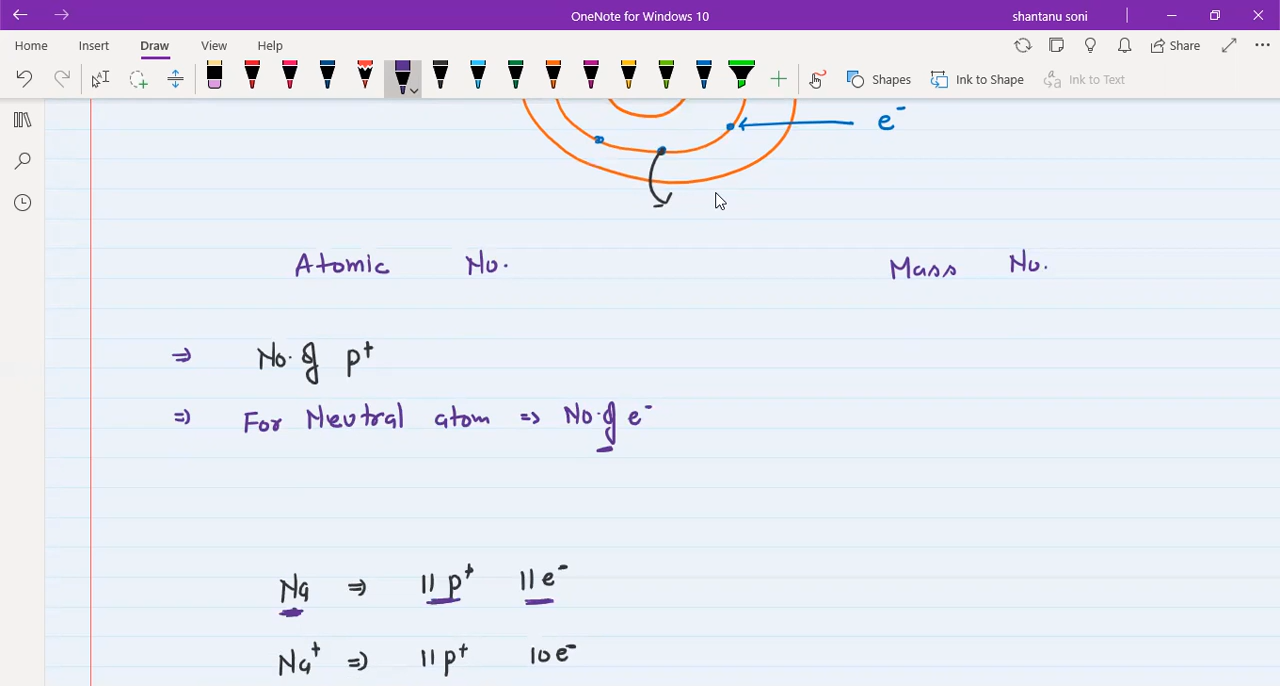 OneNote for Windows 10
shantanu soni
Home Insert Draw View Help
Share
Shapes Ink to Shape Ink to Text
e⁻
Atomic No. Mass No.
⇒ No. of p⁺
⇒ For Neutral atom ⇒ No. of e⁻
Na ⇒ 11 p⁺ 11 e⁻
Na⁺ ⇒ 11 p⁺ 10 e⁻